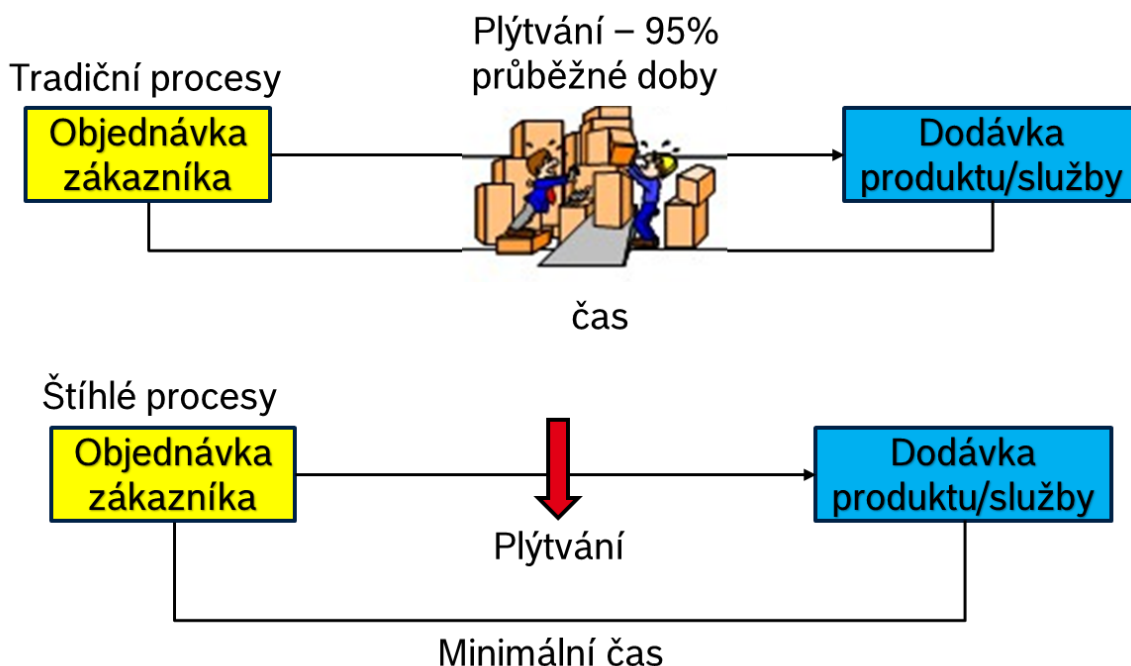 Plýtvání – 95%
průběžné doby
Tradiční procesy
Objednávka
zákazníka
Dodávka
produktu/služby
čas
Štíhlé procesy
Objednávka
zákazníka
Dodávka
produktu/služby
Plýtvání
Minimální čas